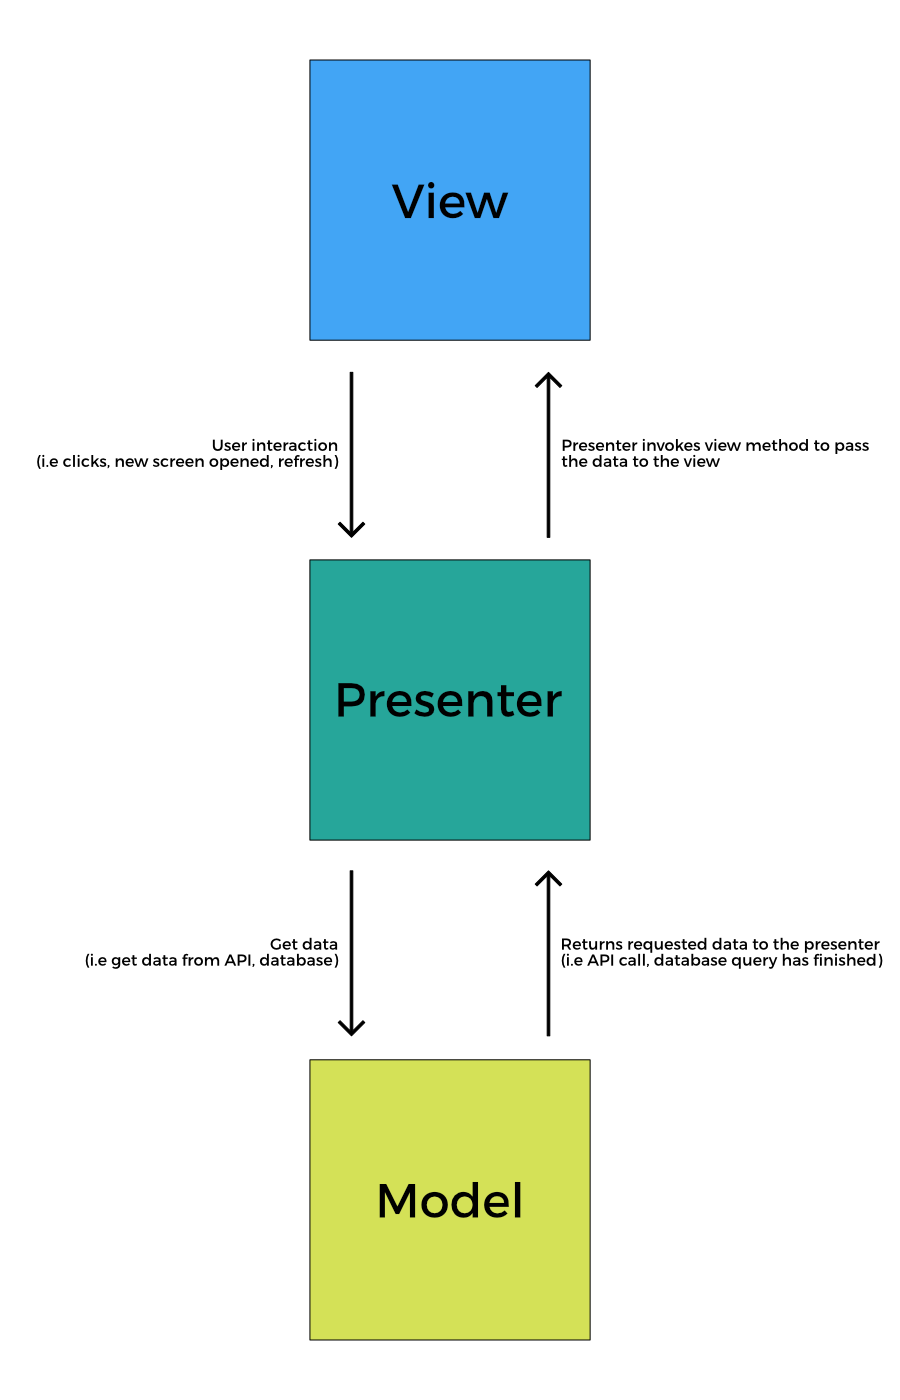 View
User interaction
(i.e clicks, new screen opened, refresh)
Presenter invokes view method to pass
the data to the view
Presenter
Get data
(i.e get data from API, database)
Returns requested data to the presenter
(i.e API call, database query has finished)
Model